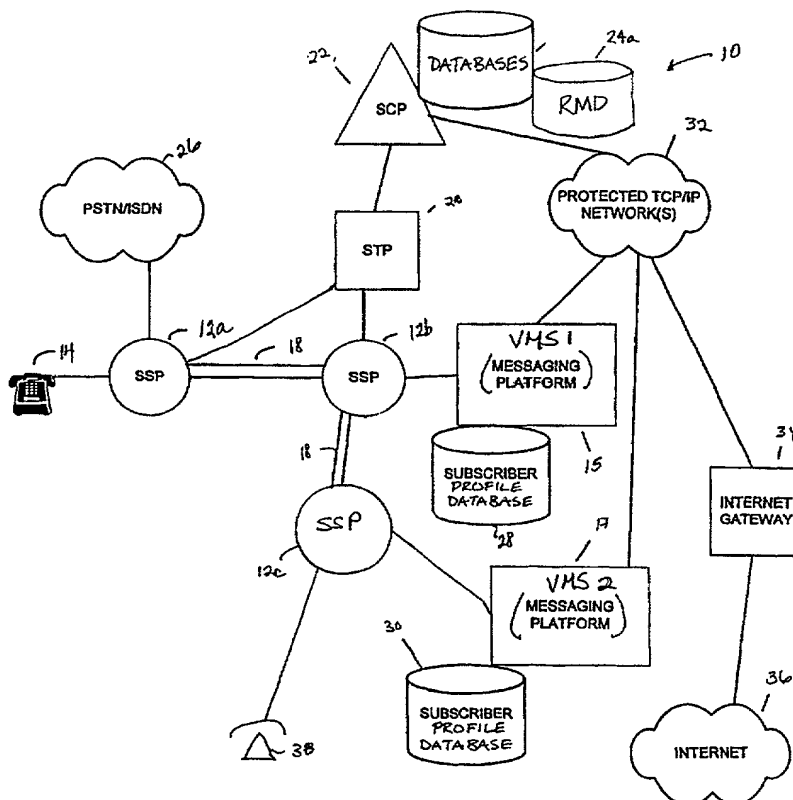 DATABASES
24a
10
22
SCP
RMD
32
26
PSTN/ISDN
PROTECTED TCP/IP
NETWORK(S)
20
STP
12a
12b
14
18
SSP
SSP
VMS 1
(MESSAGING
PLATFORM)
18
15
SUBSCRIBER
PROFILE
DATABASE
28
INTERNET
GATEWAY
SSP
12c
17
VMS 2
(MESSAGING
PLATFORM)
30
36
SUBSCRIBER
PROFILE
DATABASE
38
INTERNET